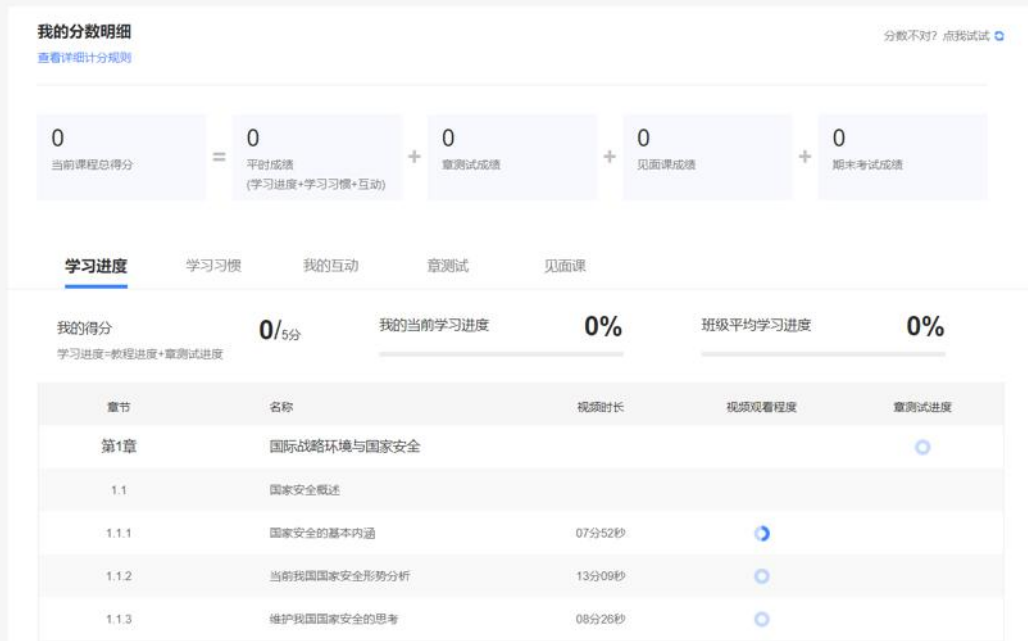 我的分数明细
分数不对？点我试试
查看详细计分规则
0 = 0 + 0 + 0 + 0
当前课程总得分 平时成绩 章测试成绩 见面课成绩 期末考试成绩
(学习进度+学习习惯+互动)
学习进度 学习习惯 我的互动 章测试 见面课
我的得分 0/5分 我的当前学习进度 0% 班级平均学习进度 0%
学习进度=教程进度+章测试进度
章节 名称 视频时长 视频观看程度 章测试进度
第1章 国际战略环境与国家安全
1.1 国家安全概述
1.1.1 国家安全的基本内涵 07分52秒
1.1.2 当前我国国家安全形势分析 13分09秒
1.1.3 维护我国国家安全的思考 08分26秒